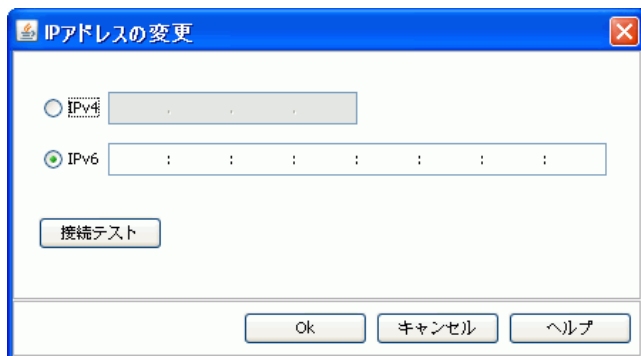 IPアドレスの変更
IPv4 . . .
IPv6 : : : : : : :
接続テスト
Ok キャンセル ヘルプ